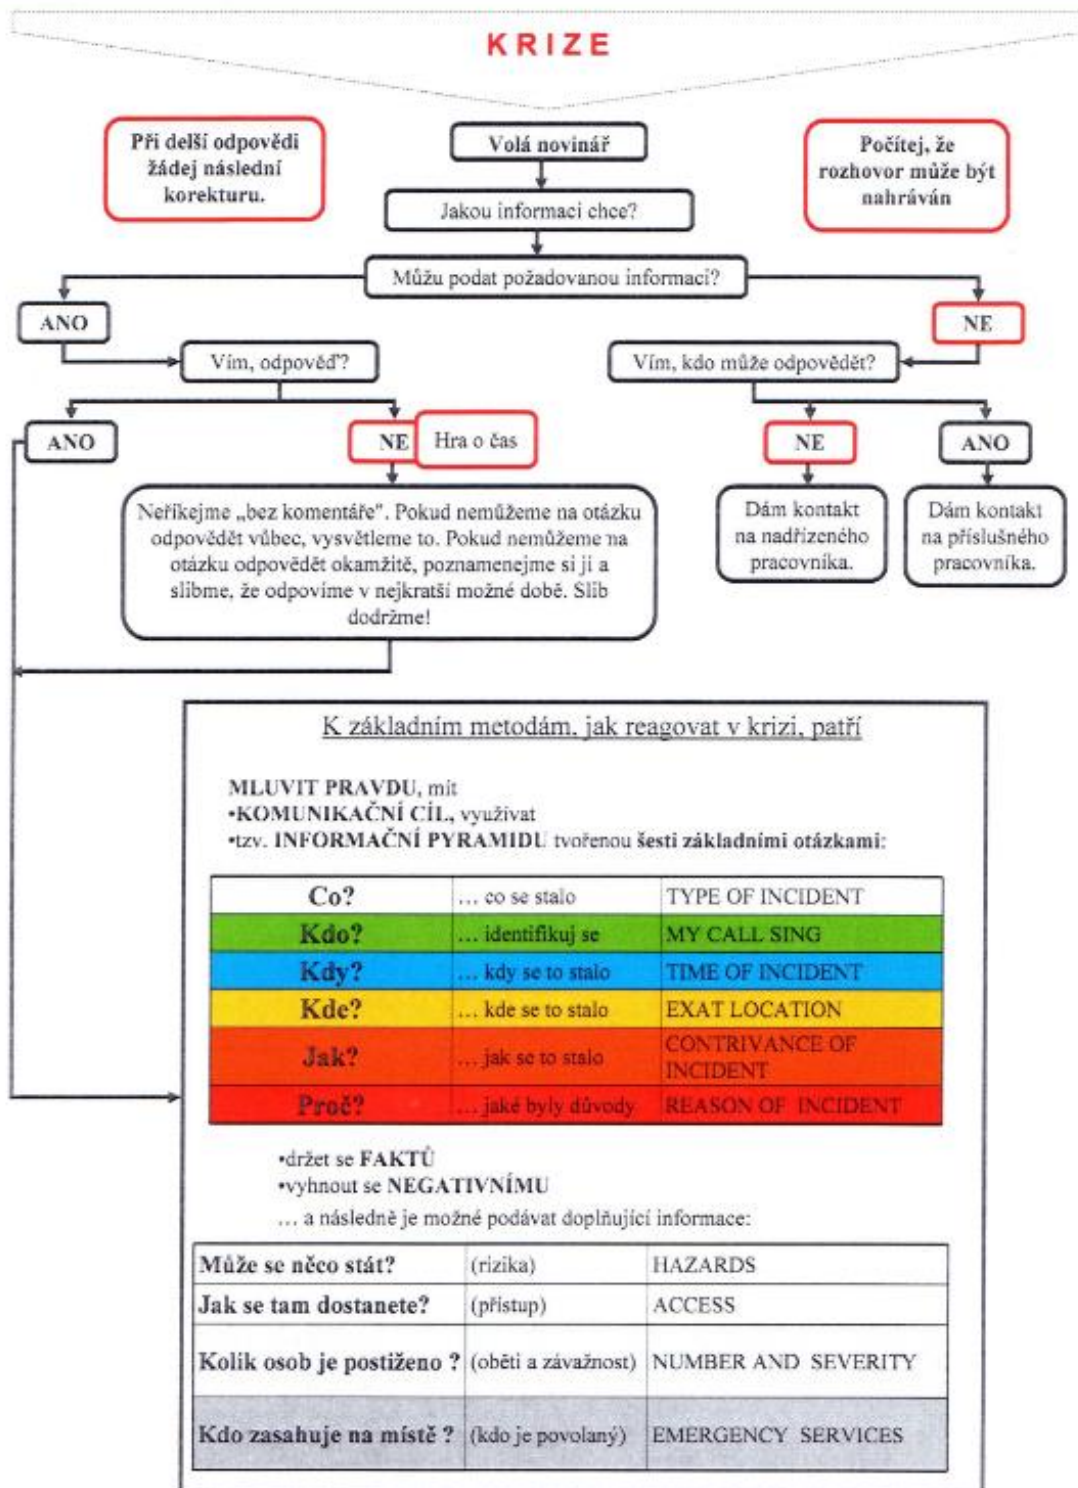 KRIZE
Při delší odpovědi
žádej následní
korekturu.
Volá novinář
Počítej, že
rozhovor může být
nahráván
Jakou informaci chce?
Můžu podat požadovanou informaci?
ANO
NE
Vím, odpověď?
Vím, kdo může odpovědět?
ANO
NE
Hra o čas
NE
ANO
Neříkejme „bez komentáře". Pokud nemůžeme na otázku
odpovědět vůbec, vysvětleme to. Pokud nemůžeme na
otázku odpovědět okamžitě, poznamenejme si ji a
slibme, že odpovíme v nejkratší možné době. Slib
dodržme!
Dám kontakt
na nadřízeného
pracovníka.
Dám kontakt
na příslušného
pracovníka.
K základním metodám, jak reagovat v krizi, patří
MLUVIT PRAVDU, mít
•KOMUNIKAČNÍ CÍL, využívat
•tzv. INFORMAČNÍ PYRAMIDU tvořenou šesti základními otázkami:
Co? … co se stalo TYPE OF INCIDENT
Kdo? … identifikuj se MY CALL SING
Kdy? … kdy se to stalo TIME OF INCIDENT
Kde? … kde se to stalo EXAT LOCATION
Jak? … jak se to stalo CONTRIVANCE OF
INCIDENT
Proč? … jaké byly důvody REASON OF INCIDENT
•držet se FAKTŮ
•vyhnout se NEGATIVNÍMU
… a následně je možné podávat doplňující informace:
Může se něco stát? (rizika) HAZARDS
Jak se tam dostanete? (přístup) ACCESS
Kolik osob je postiženo ? (oběti a závažnost) NUMBER AND SEVERITY
Kdo zasahuje na místě ? (kdo je povolaný) EMERGENCY SERVICES